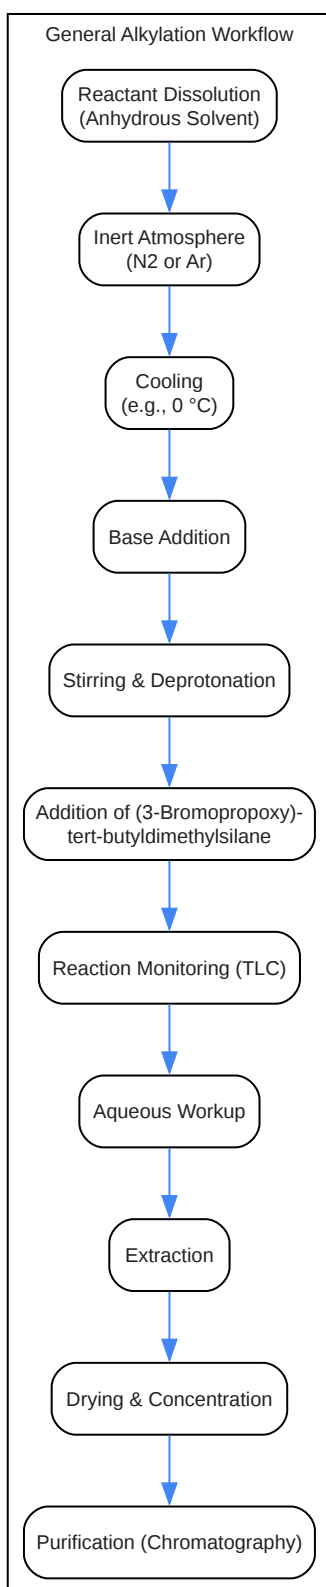 General Alkylation Workflow
Reactant Dissolution
(Anhydrous Solvent)
Inert Atmosphere
(N2 or Ar)
Cooling
(e.g., 0 °C)
Base Addition
Stirring & Deprotonation
Addition of (3-Bromopropoxy)-
tert-butyldimethylsilane
Reaction Monitoring (TLC)
Aqueous Workup
Extraction
Drying & Concentration
Purification (Chromatography)